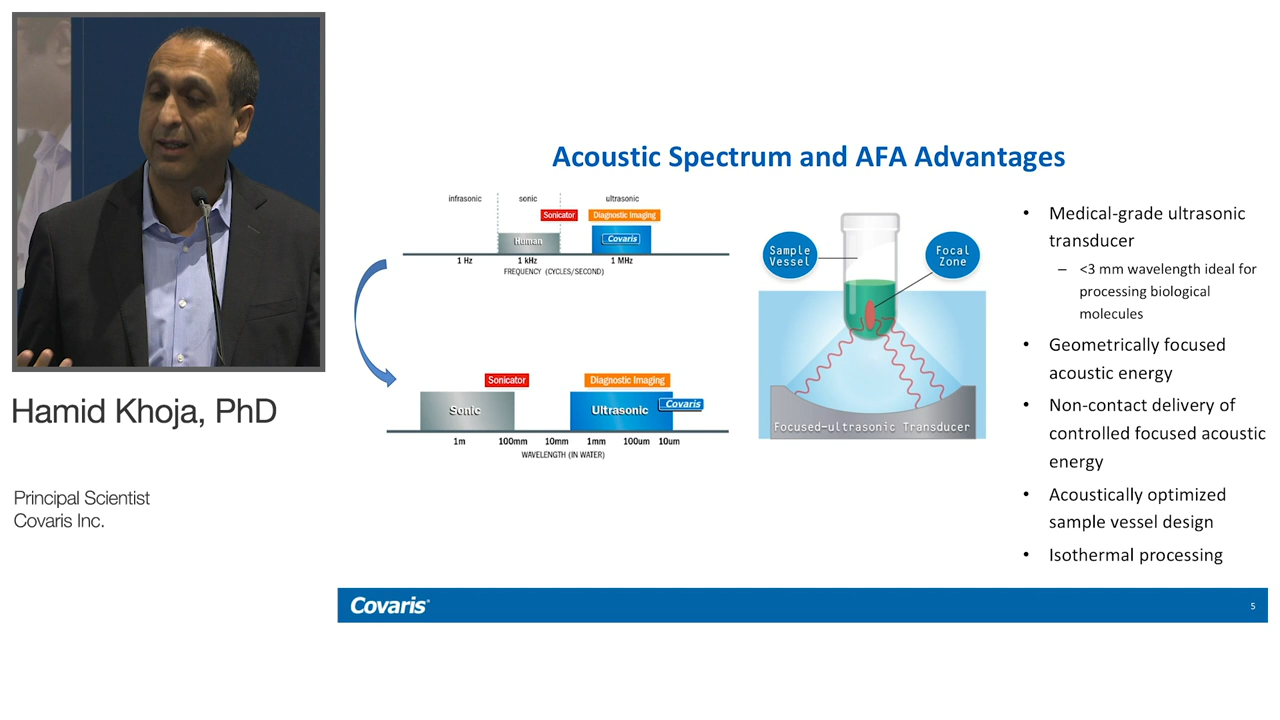 Hamid Khoja, PhD
Principal Scientist
Covaris Inc.
Acoustic Spectrum and AFA Advantages
infrasonic sonic ultrasonic
Sonicator Diagnostic Imaging
Human Covaris
1 Hz 1 kHz 1 MHz
FREQUENCY (CYCLES/SECOND)
Sonicator Diagnostic Imaging
Sonic Ultrasonic Covaris
1m 100mm 10mm 1mm 100um 10um
WAVELENGTH (IN WATER)
Sample
Vessel
Focal
Zone
Focused-ultrasonic Transducer
• Medical-grade ultrasonic
transducer
– <3 mm wavelength ideal for
processing biological
molecules
• Geometrically focused
acoustic energy
• Non-contact delivery of
controlled focused acoustic
energy
• Acoustically optimized
sample vessel design
• Isothermal processing
Covaris
5